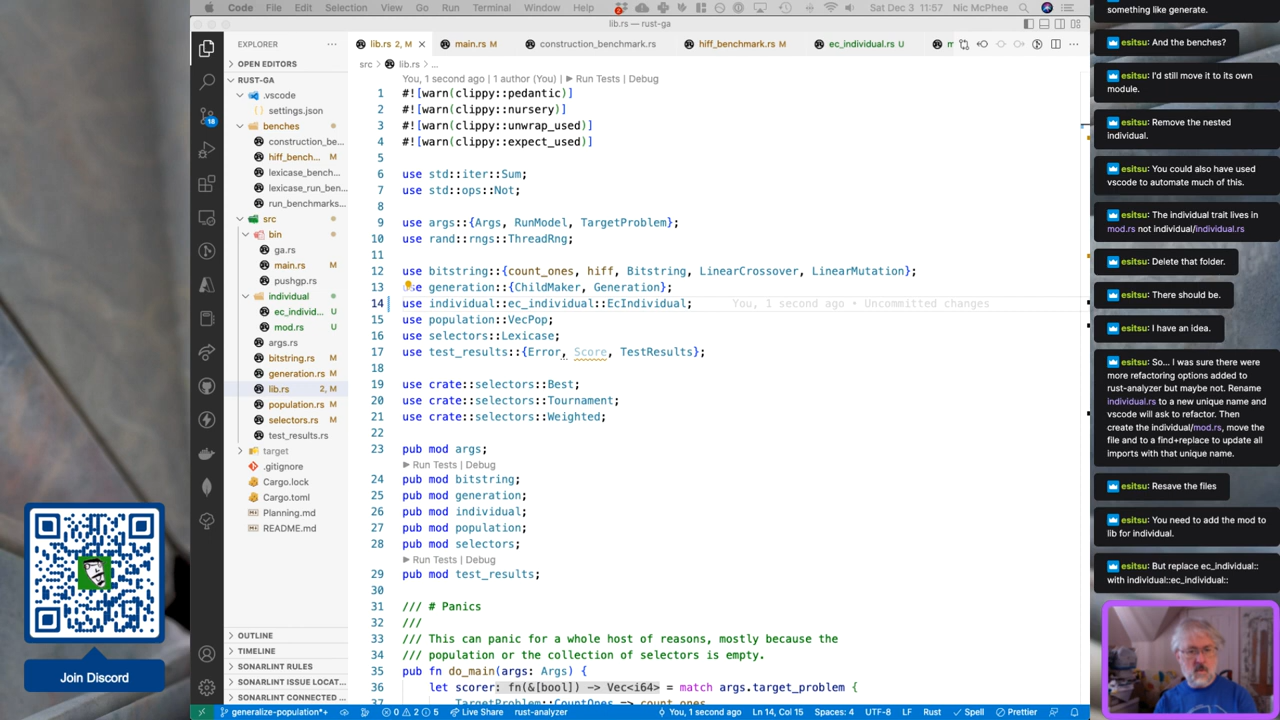 Code File Edit Selection View Go Run Terminal Window Help
Sat Dec 3 11:57 Nic McPhee
lib.rs — rust-ga
EXPLORER
OPEN EDITORS
RUST-GA
.vscode
settings.json
benches
construction_be...
hiff_bench... M
lexicase_bench...
lexicase_run_ben...
run_benchmarks...
src
bin
ga.rs
main.rs M
pushgp.rs
individual
ec_individ... U
mod.rs U
args.rs
bitstring.rs M
generation.rs M
lib.rs 2, M
population.rs M
selectors.rs M
test_results.rs
target
.gitignore
Cargo.lock
Cargo.toml
Planning.md
README.md
OUTLINE
TIMELINE
SONARLINT RULES
SONARLINT ISSUE LOCAT...
SONARLINT CONNECTED ...
18
lib.rs 2, M
main.rs M
construction_benchmark.rs
hiff_benchmark.rs M
ec_individual.rs U
src > lib.rs > ...
You, 1 second ago | 1 author (You) | ▶ Run Tests | Debug
1 #![warn(clippy::pedantic)]
2 #![warn(clippy::nursery)]
3 #![warn(clippy::unwrap_used)]
4 #![warn(clippy::expect_used)]
5
6 use std::iter::Sum;
7 use std::ops::Not;
8
9 use args::{Args, RunModel, TargetProblem};
10 use rand::rngs::ThreadRng;
11
12 use bitstring::{count_ones, hiff, Bitstring, LinearCrossover, LinearMutation};
13 use generation::{ChildMaker, Generation};
14 use individual::ec_individual::EcIndividual; You, 1 second ago • Uncommitted changes
15 use population::VecPop;
16 use selectors::Lexicase;
17 use test_results::{Error, Score, TestResults};
18
19 use crate::selectors::Best;
20 use crate::selectors::Tournament;
21 use crate::selectors::Weighted;
22
23 pub mod args;
▶ Run Tests | Debug
24 pub mod bitstring;
25 pub mod generation;
26 pub mod individual;
27 pub mod population;
28 pub mod selectors;
▶ Run Tests | Debug
29 pub mod test_results;
30
31 /// # Panics
32 ///
33 /// This can panic for a whole host of reasons, mostly because the
34 /// population or the collection of selectors is empty.
35 pub fn do_main(args: Args) {
36 let scorer: fn(&[bool]) -> Vec<i64> = match args.target_problem {
37 TargetProblem::CountOnes => count_ones,
generalize-population*+ 0 2 5 Live Share rust-analyzer You, 1 second ago Ln 14, Col 15 Spaces: 4 UTF-8 LF Rust Spell Prettier
something like generate.
esitsu: And the benches?
esitsu: I'd still move it to its own
module.
esitsu: Remove the nested
individual.
esitsu: You could also have used
vscode to automate much of this.
esitsu: The individual trait lives in
mod.rs not individual/individual.rs
esitsu: Delete that folder.
esitsu: There should be.
esitsu: I have an idea.
esitsu: So... I was sure there were
more refactoring options added to
rust-analyzer but maybe not. Rename
individual.rs to a new unique name and
vscode will ask to refactor. Then
create the individual/mod.rs, move the
file and to a find+replace to update all
imports with that unique name.
esitsu: Resave the files
esitsu: You need to add the mod to
lib for individual.
esitsu: But replace ec_individual::
with individual::ec_individual::
Join Discord